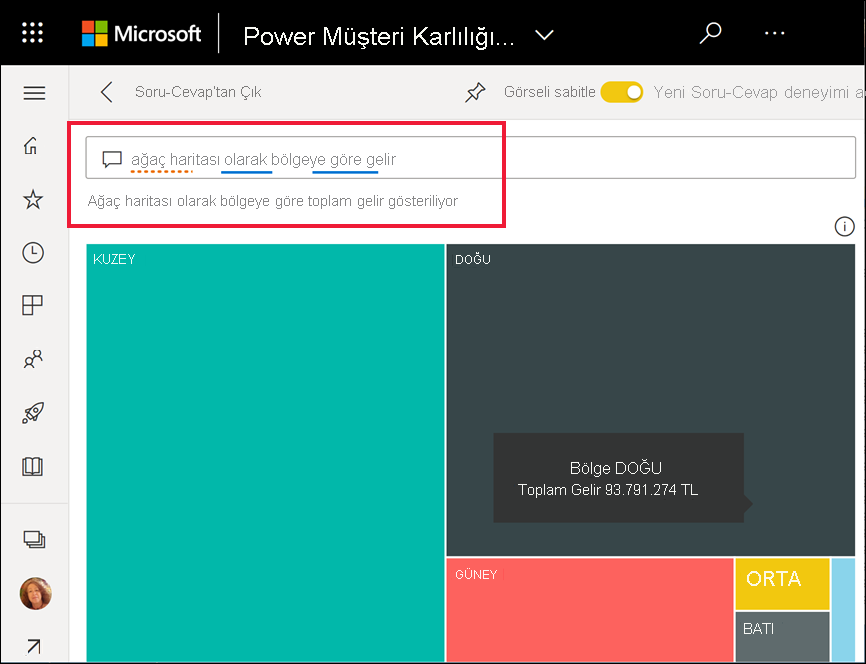 Microsoft
Power Müşteri Karlılığı...
Soru-Cevap'tan Çık
Görseli sabitle
Yeni Soru-Cevap deneyimi
ağaç haritası olarak bölgeye göre gelir
Ağaç haritası olarak bölgeye göre toplam gelir gösteriliyor
KUZEY
DOĞU
Bölge DOĞU
Toplam Gelir 93.791.274 TL
GÜNEY
ORTA
BATI